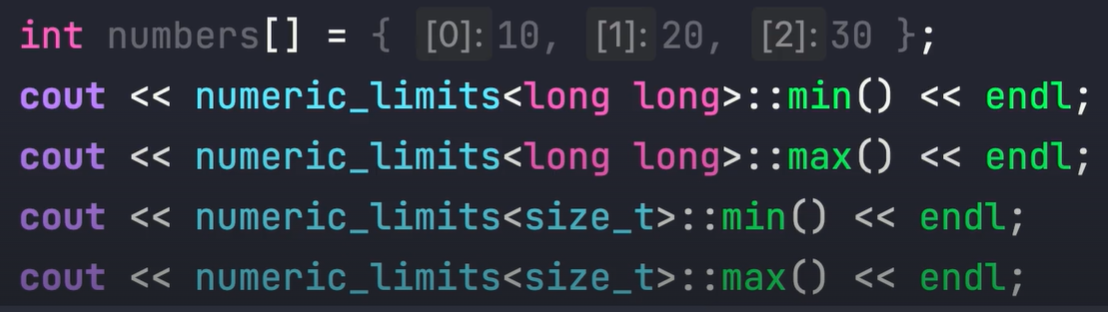 int numbers[] = { [0]: 10, [1]: 20, [2]: 30 };
cout << numeric_limits<long long>::min() << endl;
cout << numeric_limits<long long>::max() << endl;
cout << numeric_limits<size_t>::min() << endl;
cout << numeric_limits<size_t>::max() << endl;